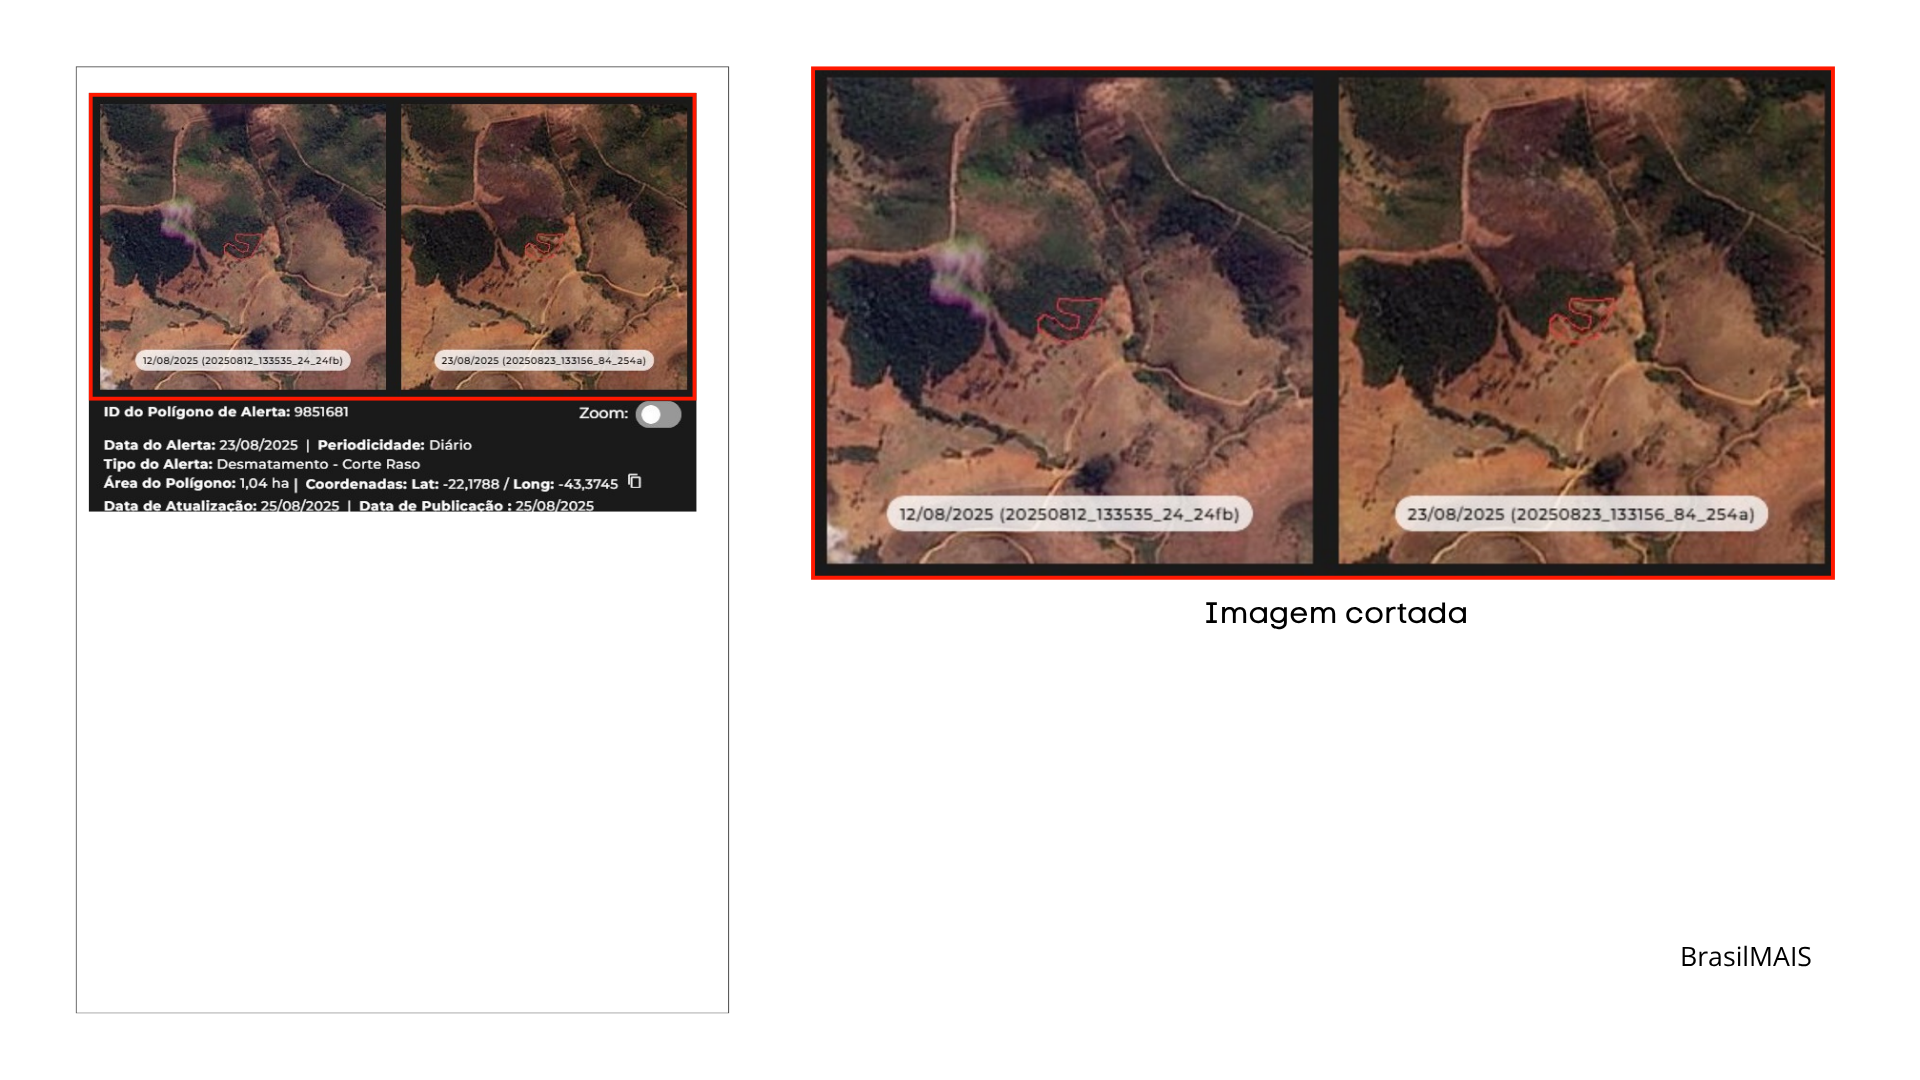 12/08/2025 (20250812_133535_24_24fb)
23/08/2025 (20250823_133156_84_254a)
ID do Polígono de Alerta: 9851681
Zoom:
Data do Alerta: 23/08/2025 | Periodicidade: Diário
Tipo do Alerta: Desmatamento - Corte Raso
Área do Polígono: 1,04 ha | Coordenadas: Lat: -22,1788 / Long: -43,3745
Data de Atualização: 25/08/2025 | Data de Publicação : 25/08/2025
12/08/2025 (20250812_133535_24_24fb)
23/08/2025 (20250823_133156_84_254a)
Imagem cortada
BrasilMAIS